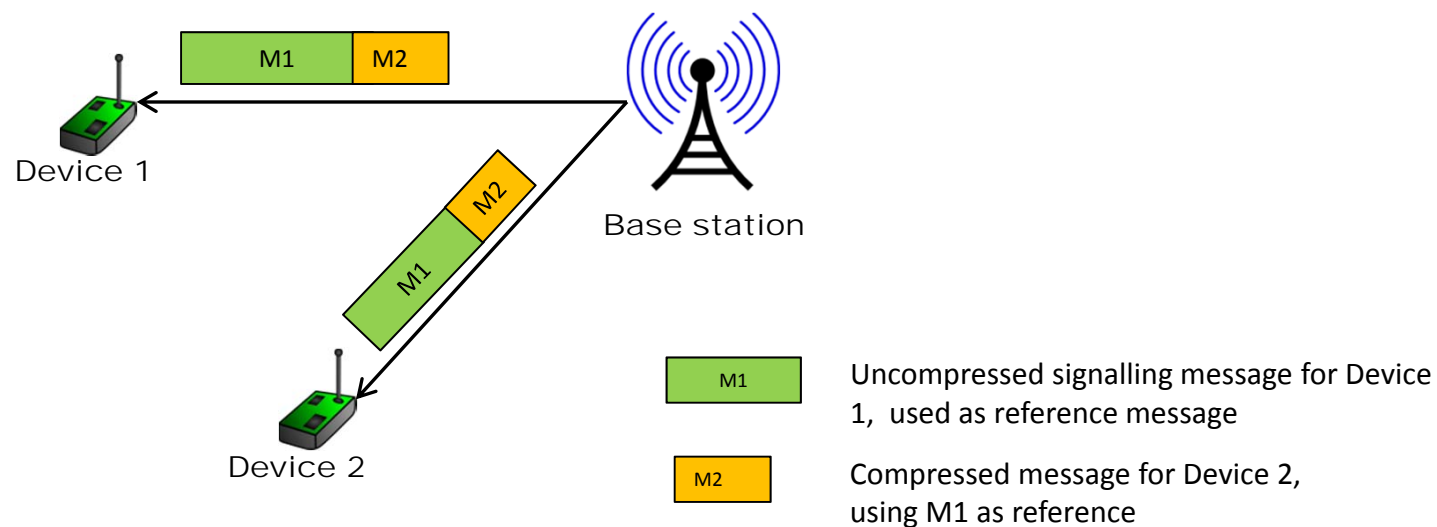 M1 M2
Device 1
M2
M1
Base station
Device 2
M1 Uncompressed signalling message for Device
1, used as reference message
M2 Compressed message for Device 2,
using M1 as reference